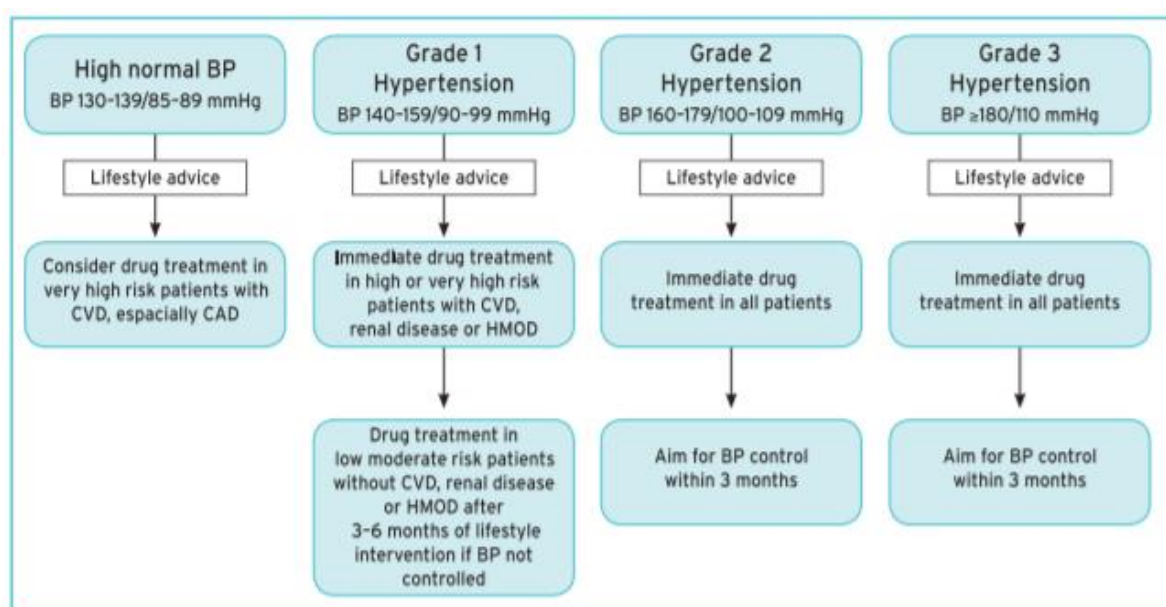 High normal BP
BP 130-139/85-89 mmHg
Lifestyle advice
Consider drug treatment in
very high risk patients with
CVD, espacially CAD
Grade 1
Hypertension
BP 140-159/90-99 mmHg
Lifestyle advice
Immediate drug treatment
in high or very high risk
patients with CVD,
renal disease or HMOD
Drug treatment in
low moderate risk patients
without CVD, renal disease
or HMOD after
3-6 months of lifestyle
intervention if BP not
controlled
Grade 2
Hypertension
BP 160-179/100-109 mmHg
Lifestyle advice
Immediate drug
treatment in all patients
Aim for BP control
within 3 months
Grade 3
Hypertension
BP ≥180/110 mmHg
Lifestyle advice
Immediate drug
treatment in all patients
Aim for BP control
within 3 months